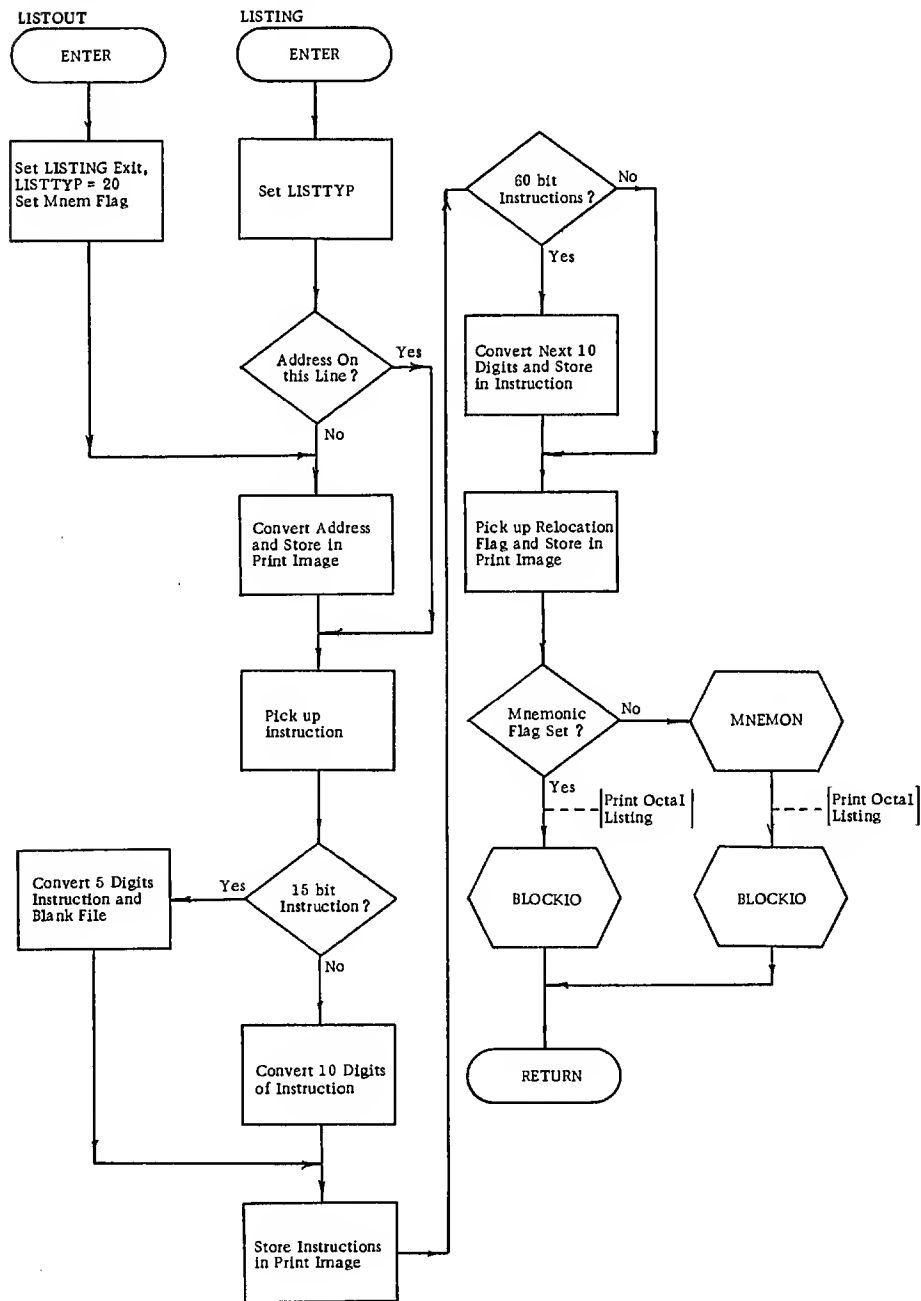 LISTOUT
ENTER
Set LISTING Exit,
LISTTYP = 20
Set Mnem Flag
LISTING
ENTER
Set LISTTYP
Address On
this Line ?
Yes
No
Convert Address
and Store in
Print Image
Pick up
instruction
15 bit
Instruction ?
Yes
Convert 5 Digits
Instruction and
Blank File
No
Convert 10 Digits
of Instruction
Store Instructions
in Print Image
60 bit
Instructions ?
No
Yes
Convert Next 10
Digits and Store
in Instruction
Pick up Relocation
Flag and Store in
Print Image
Mnemonic
Flag Set ?
No
MNEMON
Yes
Print Octal
Listing
Print Octal
Listing
BLOCKIO
BLOCKIO
RETURN